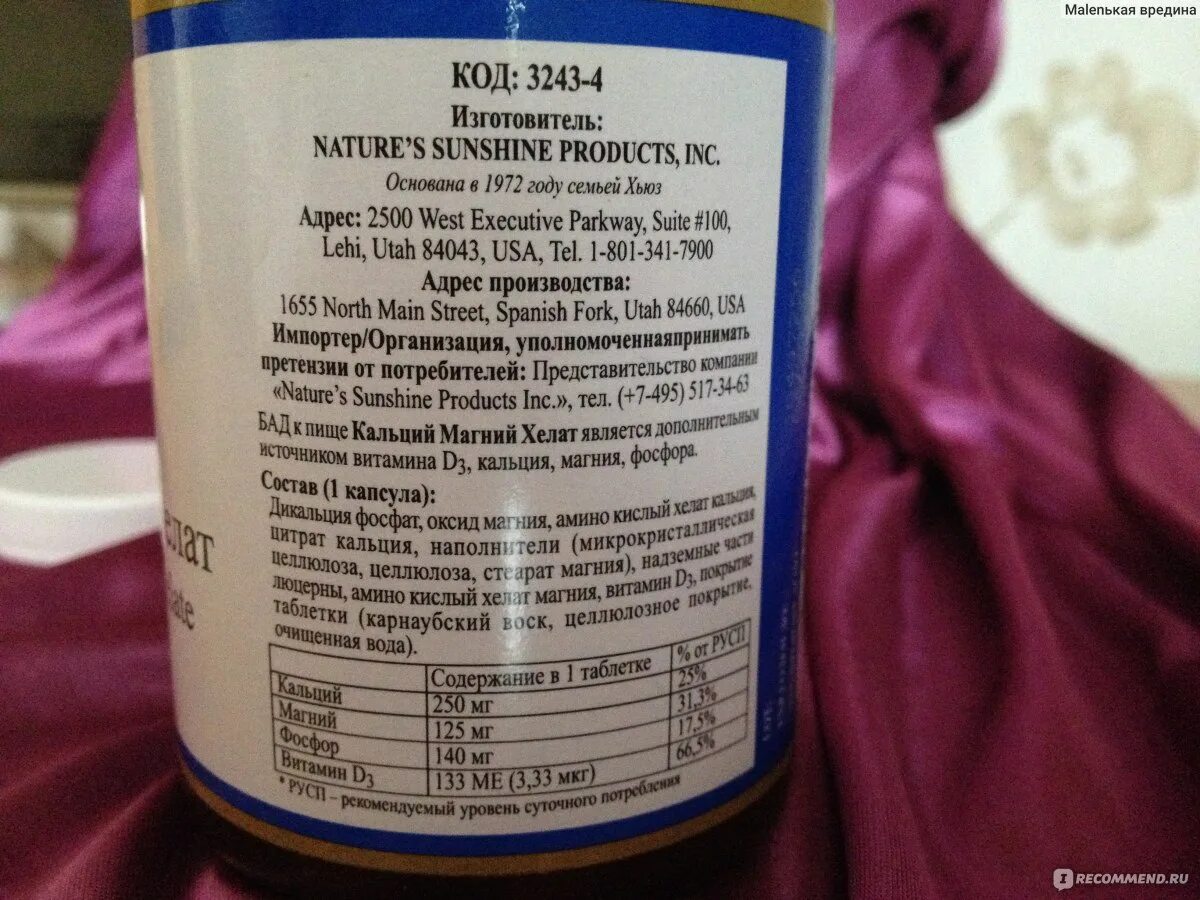 Маленькая вредина
КОД: 3243-4
Изготовитель:
NATURE'S SUNSHINE PRODUCTS, INC.
Основана в 1972 году семьей Хьюз
Адрес: 2500 West Executive Parkway, Suite #100,
Lehi, Utah 84043, USA, Tel. 1-801-341-7900
Адрес производства:
1655 North Main Street, Spanish Fork, Utah 84660, USA
Импортер/Организация, уполномоченнаяпринимать
претензии от потребителей: Представительство компании
«Nature's Sunshine Products Inc.», тел. (+7-495) 517-34-63
БАД к пище Кальций Магний Хелат является дополнительным
источником витамина D3, кальция, магния, фосфора.
Состав (1 капсула):
Дикальция фосфат, оксид магния, амино кислый хелат кальция,
цитрат кальция, наполнители (микрокристаллическая
целлюлоза, целлюлоза, стеарат магния), надземные части
люцерны, амино кислый хелат магния, витамин D3, покрытие
таблетки (карнаубский воск, целлюлозное покрытие,
очищенная вода).
Содержание в 1 таблетке % от РУСП
Кальций 250 мг 25%
Магний 125 мг 31,3%
Фосфор 140 мг 17,5%
Витамин D3 133 МЕ (3,33 мкг) 66,5%
* РУСП – рекомендуемый уровень суточного потребления
елат
late
IRECOMMEND.RU